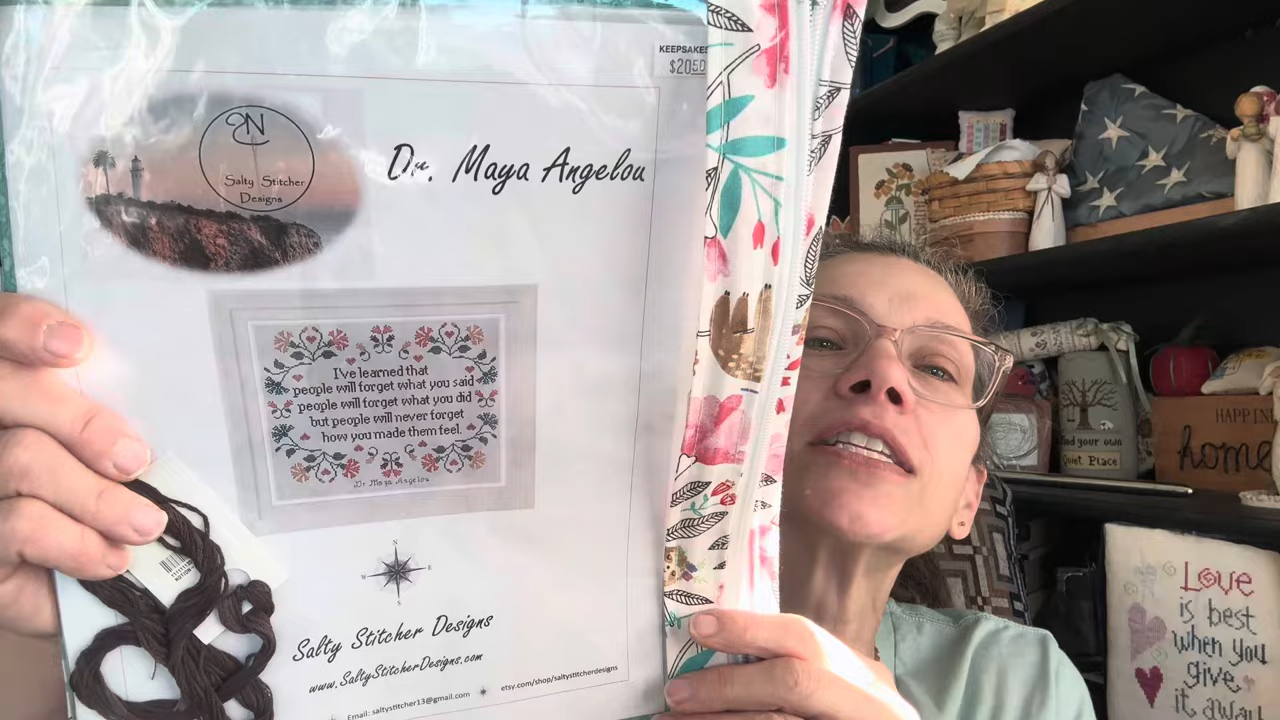 KEEPSAKES
$20.50
SN
Salty Stitcher
Designs
Dr. Maya Angelou
I've learned that
people will forget what you said
people will forget what you did
but people will never forget
how you made them feel.
Dr Maya Angelou
N
E
W
Salty Stitcher Designs
www.SaltyStitcherDesigns.com
Email: saltystitcher13@gmail.com
etsy.com/shop/saltystitcherdesigns
find your own
Quiet Place
HAPPINE
home
Love
is best
when you
give
it away